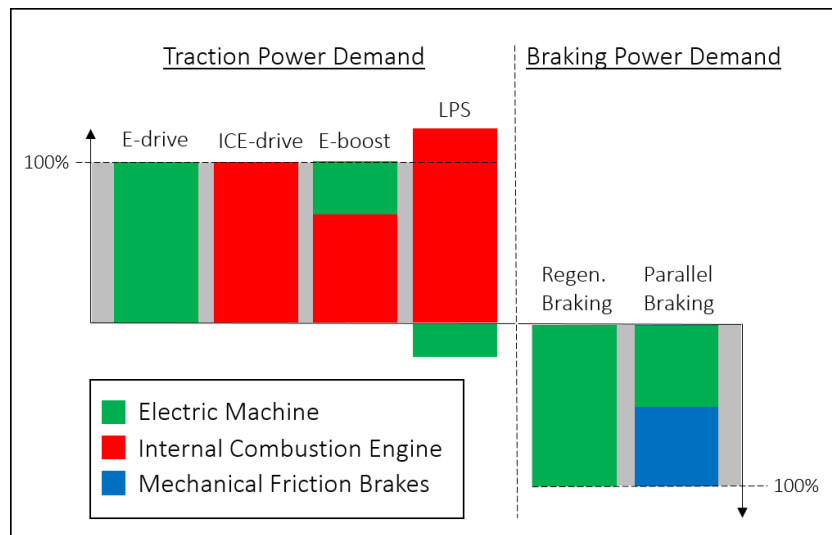 Traction Power Demand
Braking Power Demand
LPS
E-drive
ICE-drive
E-boost
100%
Regen.
Braking
Parallel
Braking
Electric Machine
Internal Combustion Engine
Mechanical Friction Brakes
100%